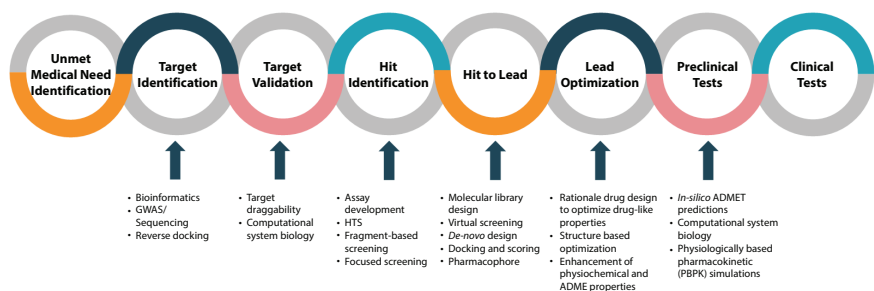 Unmet
Medical Need
Identification
Target
Identification
Target
Validation
Hit
Identification
Hit to Lead
Lead
Optimization
Preclinical
Tests
Clinical
Tests
• Bioinformatics
• GWAS/
Sequencing
• Reverse docking
• Target
draggability
• Computational
system biology
• Assay
development
• HTS
• Fragment-based
screening
• Focused screening
• Molecular library
design
• Virtual screening
• De-novo design
• Docking and scoring
• Pharmacophore
• Rationale drug design
to optimize drug-like
properties
• Structure based
optimization
• Enhancement of
physiochemical and
ADME properties
• In-silico ADMET
predictions
• Computational system
biology
• Physiologically based
pharmacokinetic
(PBPK) simulations